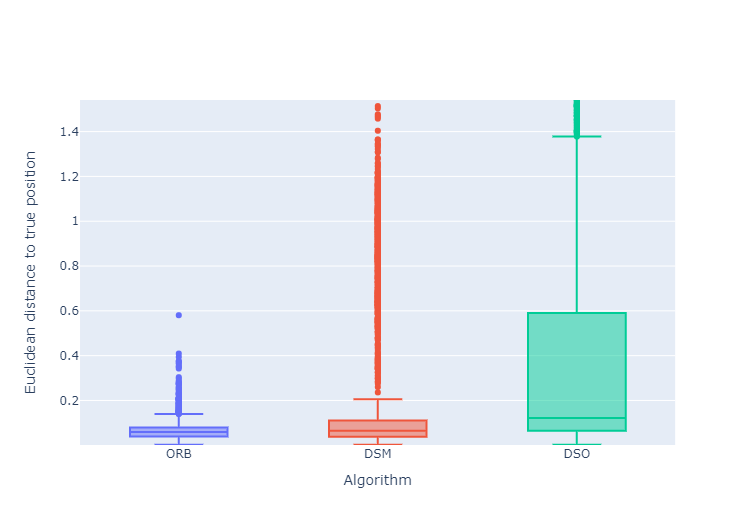 Euclidean distance to true position
1.4
1.2
1
0.8
0.6
0.4
0.2
ORB DSM DSO
Algorithm